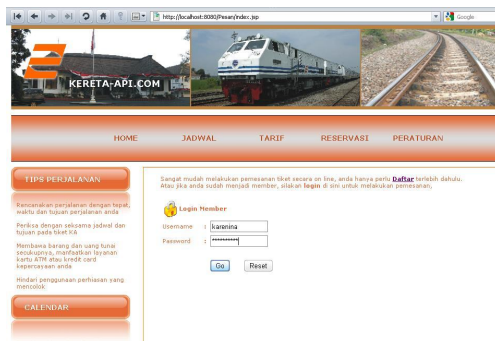 http://localhost:8080/Pesan/index.jsp
Google
KERETA-API.COM
HOME JADWAL TARIF RESERVASI PERATURAN
TIPS PERJALANAN
Rencanakan perjalanan dengan tepat,
waktu dan tujuan perjalanan anda
Periksa dengan seksama jadwal dan
tujuan pada tiket KA
Membawa barang dan uang tunai
secukupnya, manfaatkan layanan
kartu ATM atau kredit card
kepercayaan anda
Hindari penggunaan perhiasan yang
mencolok
CALENDAR
Sangat mudah melakukan pemesanan tiket secara on line, anda hanya perlu Daftar terlebih dahulu.
Atau jika anda sudah menjadi member, silakan login di sini untuk melakukan pemesanan,
Login Member
Username : karenina
Password : **********
Go Reset